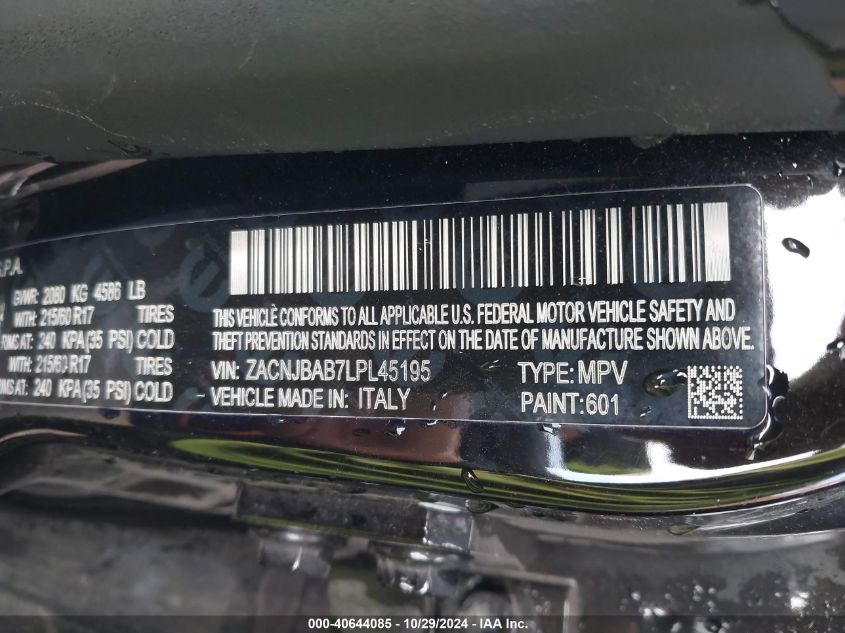 S.P.A.
GVWR: 2080 KG 4586 LB
WITH: 215/60 R17 TIRES
RIMS AT: 240 KPA(35 PSI) COLD
WITH: 215/60 R17 TIRES
RIMS AT: 240 KPA(35 PSI) COLD
THIS VEHICLE CONFORMS TO ALL APPLICABLE U.S. FEDERAL MOTOR VEHICLE SAFETY AND
THEFT PREVENTION STANDARDS IN EFFECT ON THE DATE OF MANUFACTURE SHOWN ABOVE.
VIN: ZACNJBAB7LPL45195 TYPE: MPV
VEHICLE MADE IN: ITALY PAINT:601
000-40644085 - 10/29/2024 - IAA Inc.